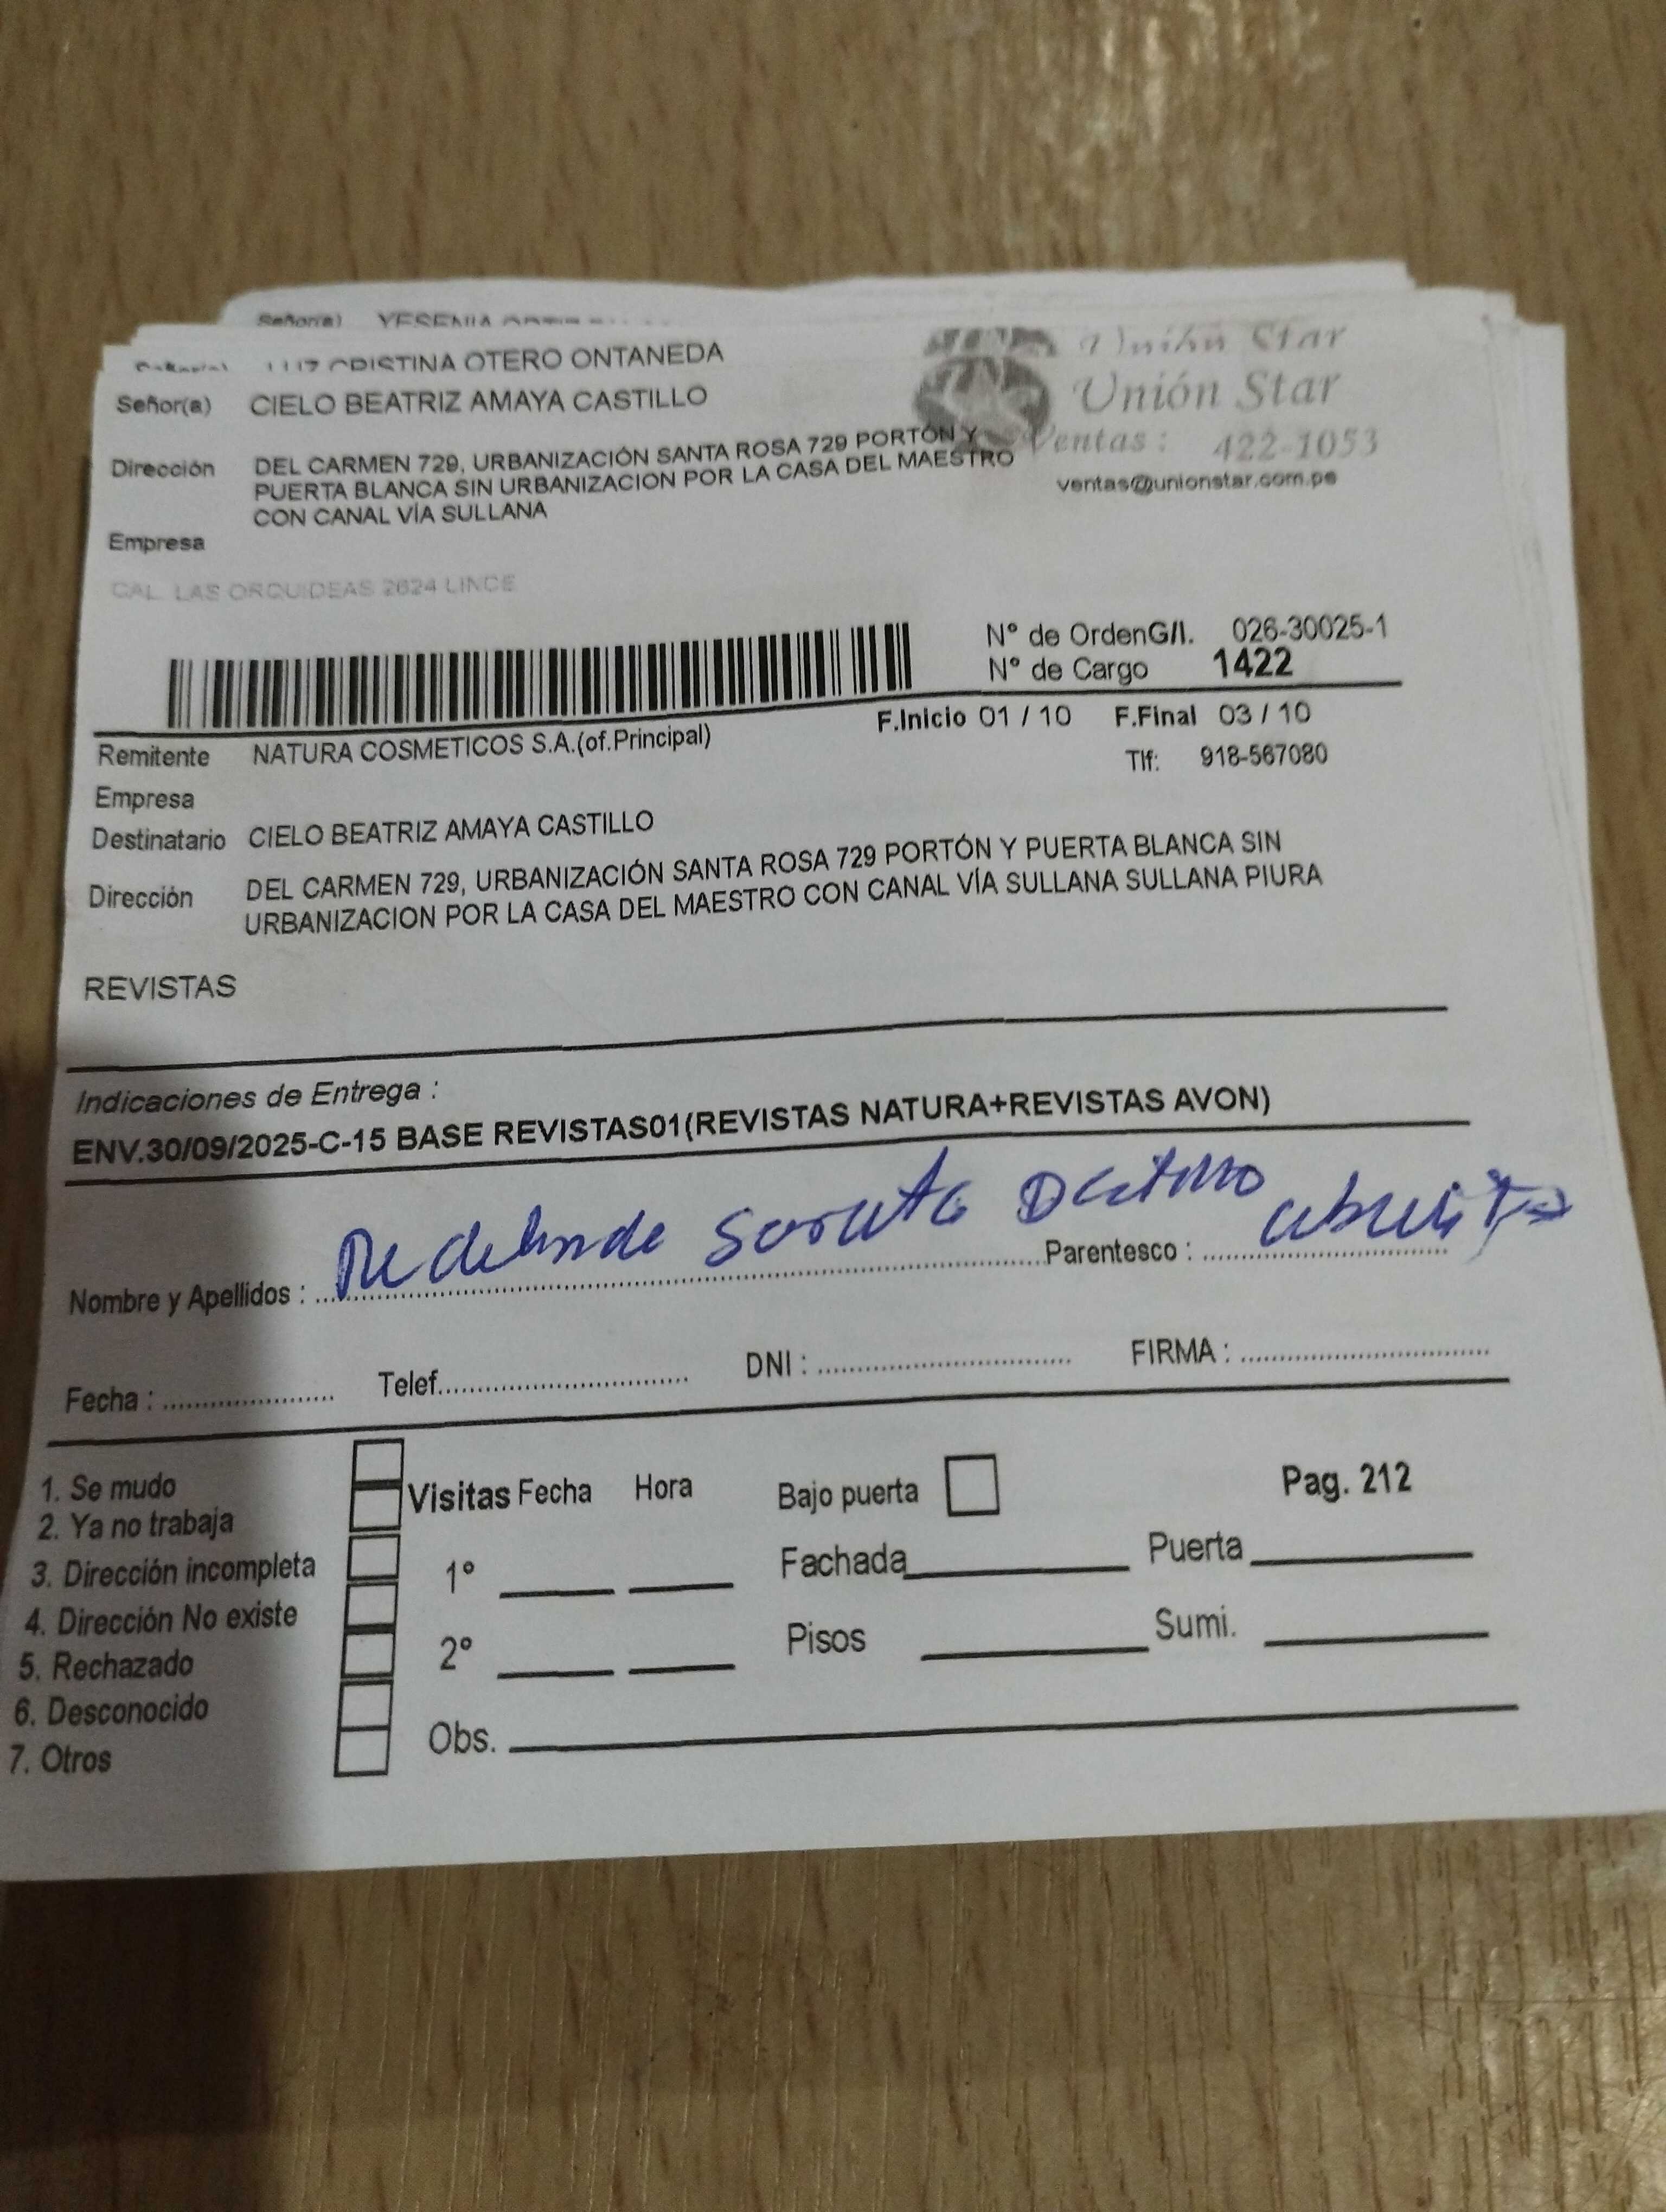 Señor(a) YESENIA
CRISTINA OTERO ONTANEDA
Unión Star
Señor(a) CIELO BEATRIZ AMAYA CASTILLO
Unión Star
Ventas: 422-1053
ventas@unionstar.com.pe
Dirección DEL CARMEN 729, URBANIZACIÓN SANTA ROSA 729 PORTÓN Y
PUERTA BLANCA SIN URBANIZACION POR LA CASA DEL MAESTRO
CON CANAL VÍA SULLANA
Empresa
CAL. LAS ORQUIDEAS 2624 LINCE
N° de OrdenG/I. 026-30025-1
N° de Cargo 1422
F.Inicio 01 / 10 F.Final 03 / 10
Remitente NATURA COSMETICOS S.A.(of.Principal)
Tlf: 918-567080
Empresa
Destinatario CIELO BEATRIZ AMAYA CASTILLO
Dirección DEL CARMEN 729, URBANIZACIÓN SANTA ROSA 729 PORTÓN Y PUERTA BLANCA SIN
URBANIZACION POR LA CASA DEL MAESTRO CON CANAL VÍA SULLANA SULLANA PIURA
REVISTAS
Indicaciones de Entrega :
ENV.30/09/2025-C-15 BASE REVISTAS01(REVISTAS NATURA+REVISTAS AVON)
Nombre y Apellidos : Parentesco :
Fecha : Telef. DNI : FIRMA :
1. Se mudo
2. Ya no trabaja
3. Dirección incompleta
4. Dirección No existe
5. Rechazado
6. Desconocido
7. Otros
Visitas Fecha Hora Bajo puerta Pag. 212
1° Fachada Puerta
2° Pisos Sumi.
Obs.